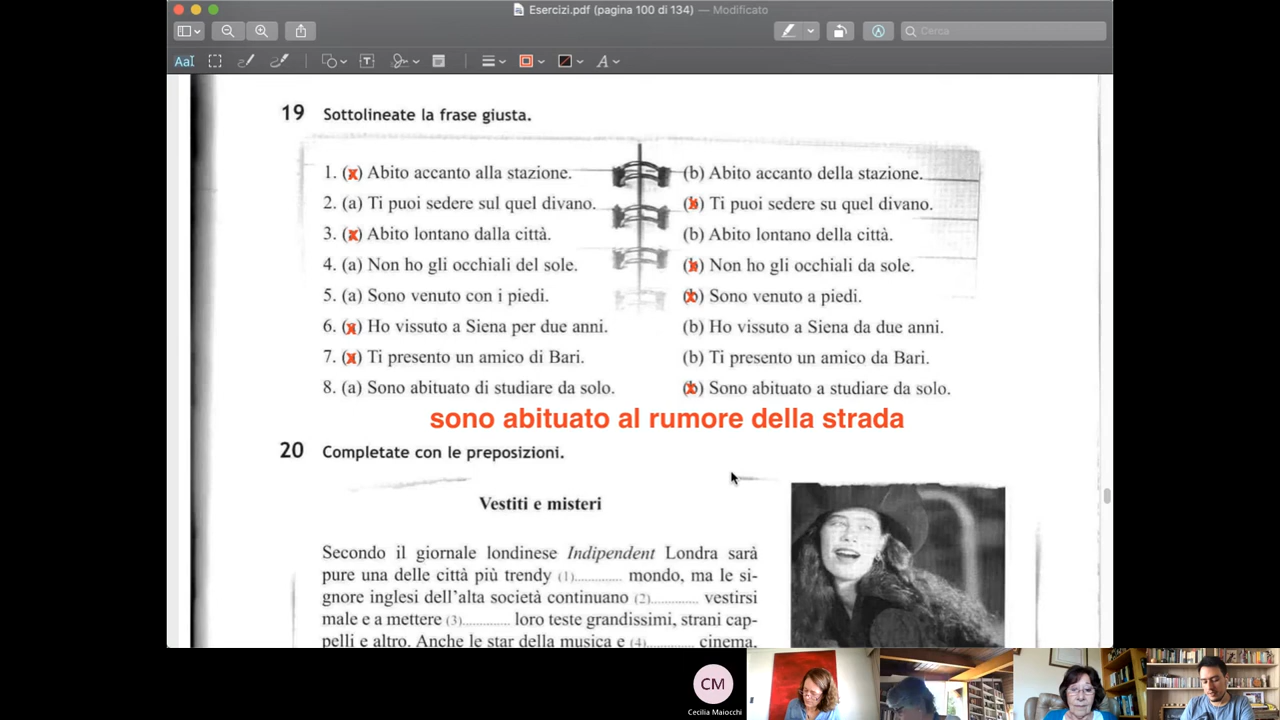 Esercizi.pdf (pagina 100 di 134) — Modificato
Cerca
AaI
19 Sottolineate la frase giusta.
1. (x) Abito accanto alla stazione. (b) Abito accanto della stazione.
2. (a) Ti puoi sedere sul quel divano. (b) Ti puoi sedere su quel divano.
3. (x) Abito lontano dalla città. (b) Abito lontano della città.
4. (a) Non ho gli occhiali del sole. (b) Non ho gli occhiali da sole.
5. (a) Sono venuto con i piedi. (b) Sono venuto a piedi.
6. (a) Ho vissuto a Siena per due anni. (b) Ho vissuto a Siena da due anni.
7. (x) Ti presento un amico di Bari. (b) Ti presento un amico da Bari.
8. (a) Sono abituato di studiare da solo. (b) Sono abituato a studiare da solo.
sono abituato al rumore della strada
20 Completate con le preposizioni.
Vestiti e misteri
Secondo il giornale londinese Indipendent Londra sarà
pure una delle città più trendy (1).............. mondo, ma le si-
gnore inglesi dell'alta società continuano (2).............. vestirsi
male e a mettere (3).............. loro teste grandissimi, strani cap-
pelli e altro. Anche le star della musica e (4).............. cinema,
CM
Cecilia Maiocchi